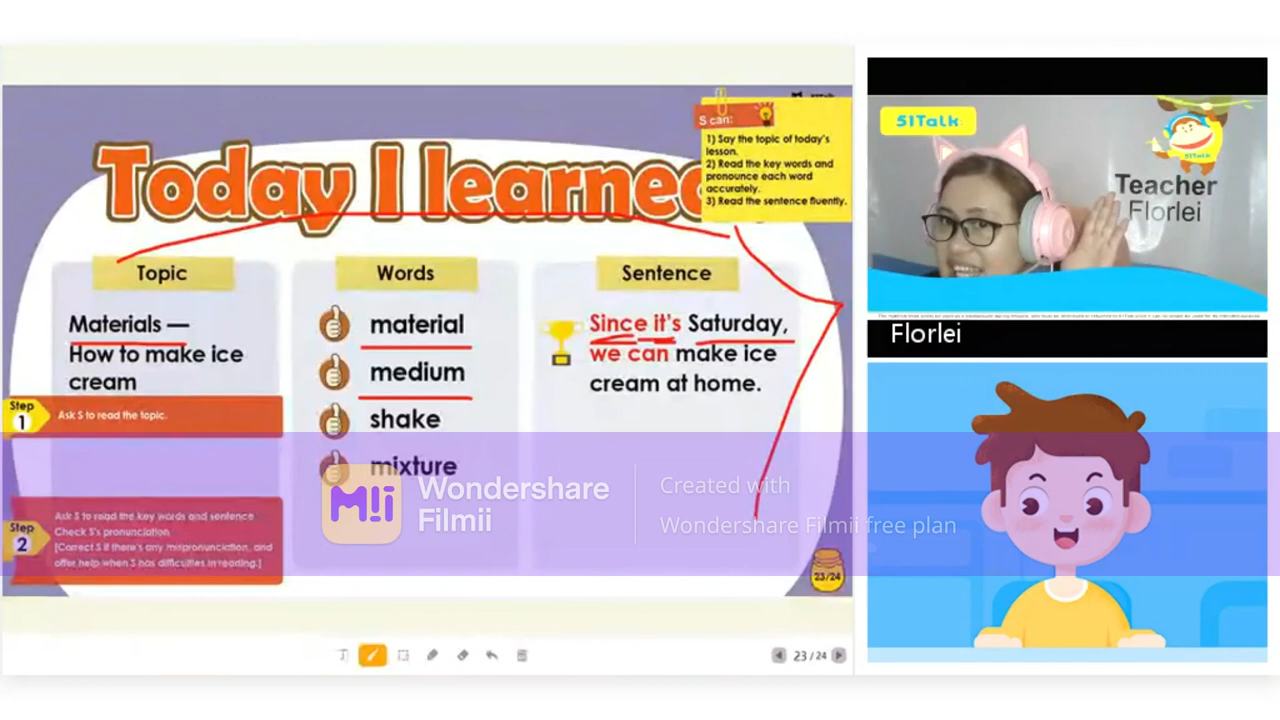 Today I learned
S can:
1) Say the topic of today's
lesson.
2) Read the key words and
pronounce each word
accurately.
3) Read the sentence fluently.
Topic
Materials —
How to make ice
cream
Step
1
Ask S to read the topic.
Step
2
Ask S to read the key words and sentence.
Check S's pronunciation.
[Correct S if there's any mispronunciation, and
offer help when S has difficulties in reading.]
Words
material
medium
shake
mixture
Sentence
Since it's Saturday,
we can make ice
cream at home.
23/24
Wondershare
Filmii
Created with
Wondershare Filmii free plan
23 / 24
51Talk
51Talk
Teacher
Florlei
Florlei